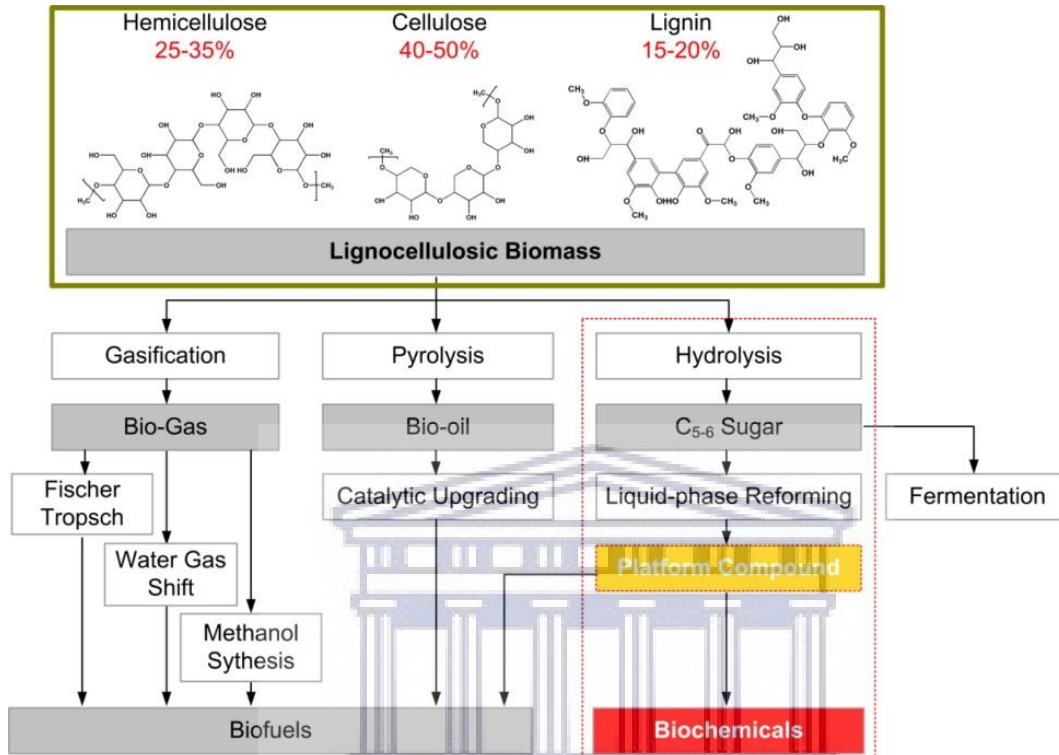 Hemicellulose
25-35%
Cellulose
40-50%
Lignin
15-20%
Lignocellulosic Biomass
Gasification
Pyrolysis
Hydrolysis
Bio-Gas
Bio-oil
C5-6 Sugar
Fischer
Tropsch
Catalytic Upgrading
Liquid-phase Reforming
Fermentation
Water Gas
Shift
Platform Compound
Methanol
Sythesis
Biofuels
Biochemicals